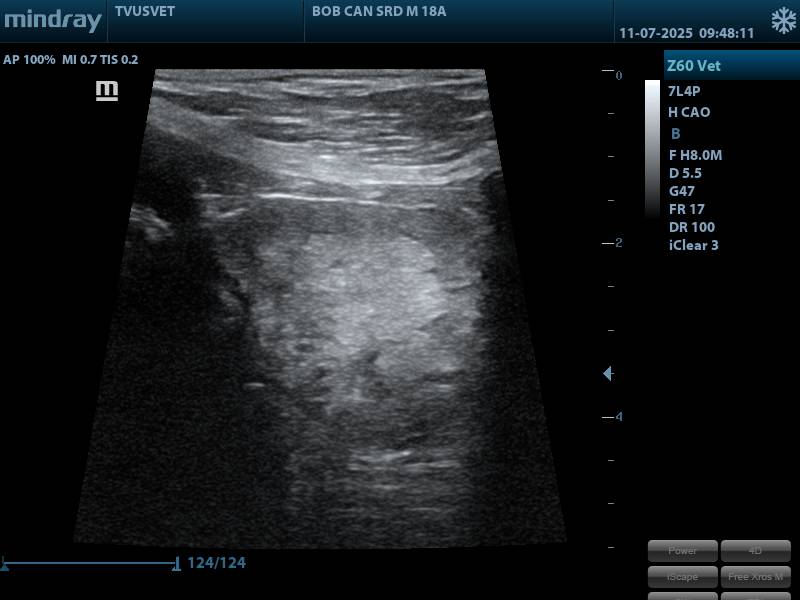 mindray
TVUSVET
BOB CAN SRD M 18A
11-07-2025 09:48:11
AP 100% MI 0.7 TIS 0.2
m
0
2
4
Z60 Vet
7L4P
H CAO
B
F H8.0M
D 5.5
G47
FR 17
DR 100
iClear 3
124/124
Power
4D
iScape
Free Xros M